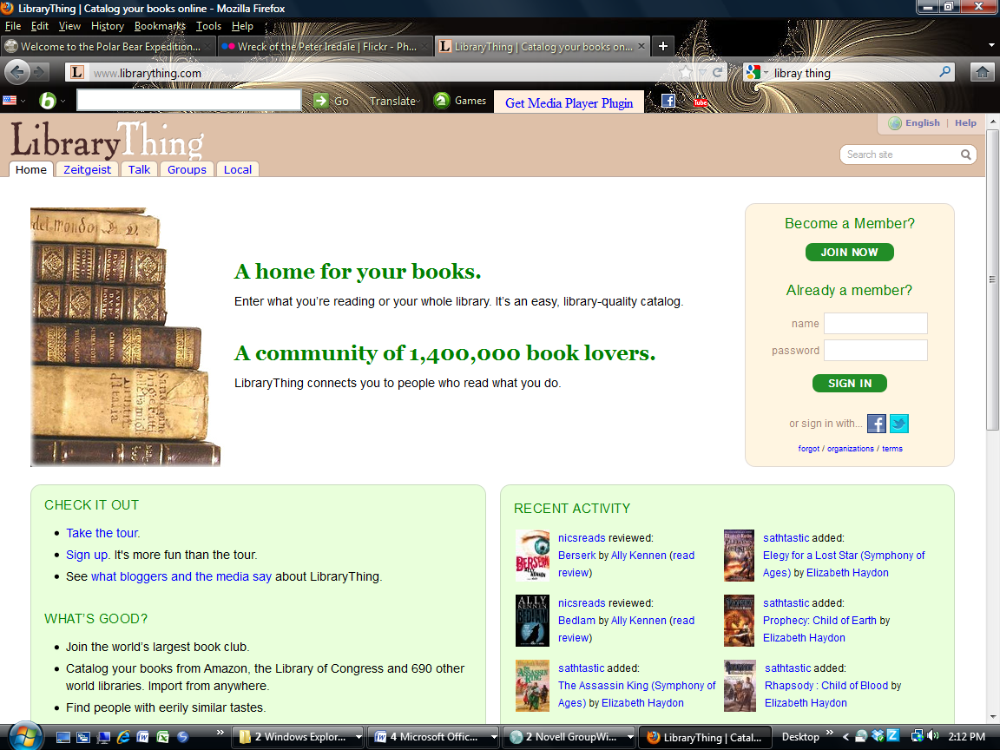 LibraryThing | Catalog your books online - Mozilla Firefox
File Edit View History Bookmarks Tools Help
Welcome to the Polar Bear Expedition... Wreck of the Peter Iredale | Flickr - Ph... LibraryThing | Catalog your books on...
www.librarything.com libray thing
Go Translate Games Get Media Player Plugin
English | Help
LibraryThing
Search site
Home Zeitgeist Talk Groups Local
A home for your books.
Enter what you're reading or your whole library. It's an easy, library-quality catalog.
A community of 1,400,000 book lovers.
LibraryThing connects you to people who read what you do.
Become a Member?
JOIN NOW
Already a member?
name
password
SIGN IN
or sign in with...
forgot / organizations / terms
CHECK IT OUT
Take the tour.
Sign up. It's more fun than the tour.
See what bloggers and the media say about LibraryThing.
WHAT'S GOOD?
Join the world's largest book club.
Catalog your books from Amazon, the Library of Congress and 690 other
world libraries. Import from anywhere.
Find people with eerily similar tastes.
RECENT ACTIVITY
nicsreads reviewed:
Berserk by Ally Kennen (read
review)
sathtastic added:
Elegy for a Lost Star (Symphony of
Ages) by Elizabeth Haydon
nicsreads reviewed:
Bedlam by Ally Kennen (read
review)
sathtastic added:
Prophecy: Child of Earth by
Elizabeth Haydon
sathtastic added:
The Assassin King (Symphony of
Ages) by Elizabeth Haydon
sathtastic added:
Rhapsody : Child of Blood by
Elizabeth Haydon
2 Windows Explor... 4 Microsoft Offic... 2 Novell GroupWi... LibraryThing | Catal... Desktop 2:12 PM